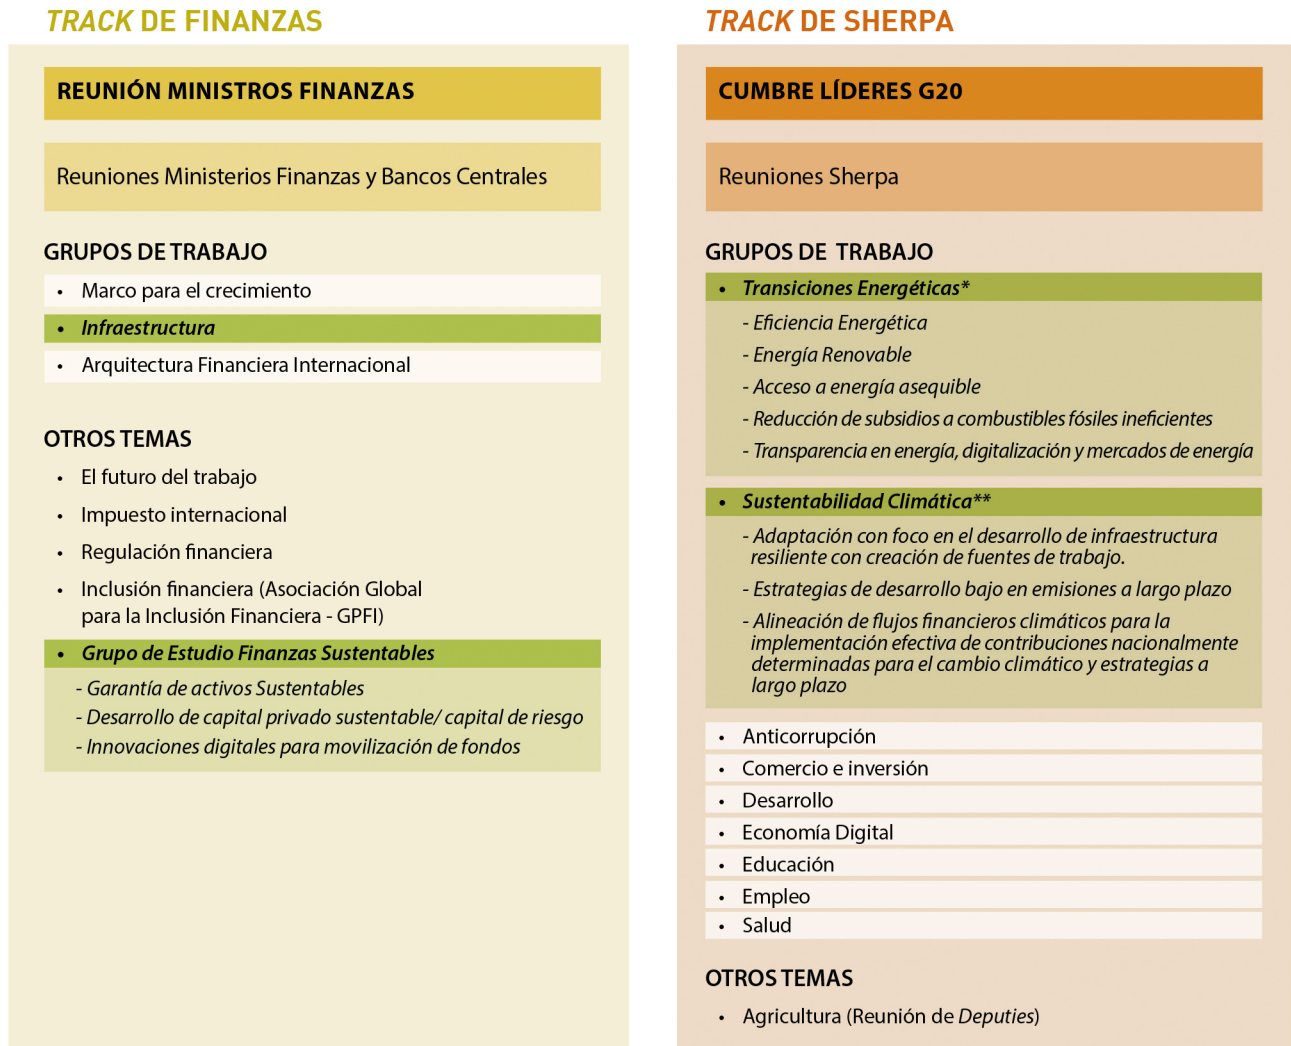 TRACK DE FINANZAS
REUNIÓN MINISTROS FINANZAS
Reuniones Ministerios Finanzas y Bancos Centrales
GRUPOS DE TRABAJO
• Marco para el crecimiento
• Infraestructura
• Arquitectura Financiera Internacional
OTROS TEMAS
• El futuro del trabajo
• Impuesto internacional
• Regulación financiera
• Inclusión financiera (Asociación Global
para la Inclusión Financiera - GPFI)
• Grupo de Estudio Finanzas Sustentables
- Garantía de activos Sustentables
- Desarrollo de capital privado sustentable/ capital de riesgo
- Innovaciones digitales para movilización de fondos
TRACK DE SHERPA
CUMBRE LÍDERES G20
Reuniones Sherpa
GRUPOS DE TRABAJO
• Transiciones Energéticas*
- Eficiencia Energética
- Energía Renovable
- Acceso a energía asequible
- Reducción de subsidios a combustibles fósiles ineficientes
- Transparencia en energía, digitalización y mercados de energía
• Sustentabilidad Climática**
- Adaptación con foco en el desarrollo de infraestructura
resiliente con creación de fuentes de trabajo.
- Estrategias de desarrollo bajo en emisiones a largo plazo
- Alineación de flujos financieros climáticos para la
implementación efectiva de contribuciones nacionalmente
determinadas para el cambio climático y estrategias a
largo plazo
• Anticorrupción
• Comercio e inversión
• Desarrollo
• Economía Digital
• Educación
• Empleo
• Salud
OTROS TEMAS
• Agricultura (Reunión de Deputies)